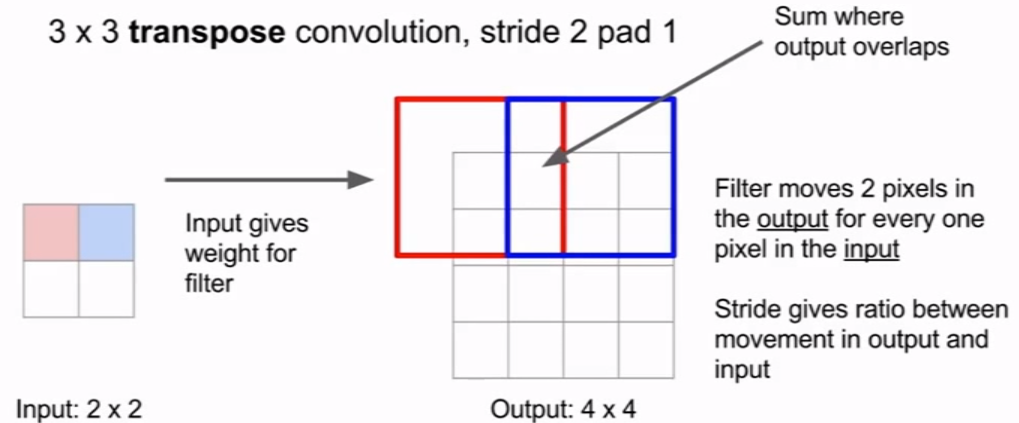 3 x 3 transpose convolution, stride 2 pad 1
Sum where
output overlaps
Input gives
weight for
filter
Filter moves 2 pixels in
the output for every one
pixel in the input
Stride gives ratio between
movement in output and
input
Input: 2 x 2
Output: 4 x 4